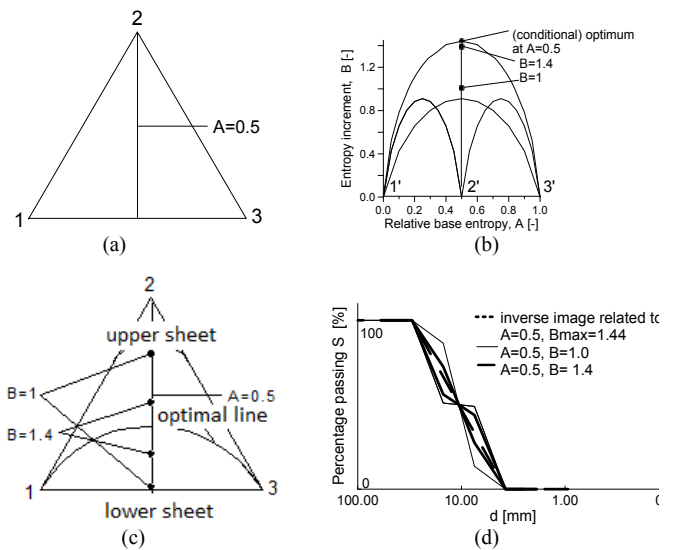 2
A=0.5
1
3
(a)
Entropy increment, B [-]
1.2
0.8
0.4
0.0
(conditional) optimum
at A=0.5
B=1.4
B=1
1'
2'
3'
0.0 0.2 0.4 0.6 0.8 1.0
Relative base entropy, A [-]
(b)
2
upper sheet
B=1
A=0.5
optimal line
B=1.4
1
3
lower sheet
(c)
Percentage passing S [%]
100
0
inverse image related to
A=0.5, Bmax=1.44
A=0.5, B=1.0
A=0.5, B= 1.4
100.00 10.00 1.00 0
d [mm]
(d)